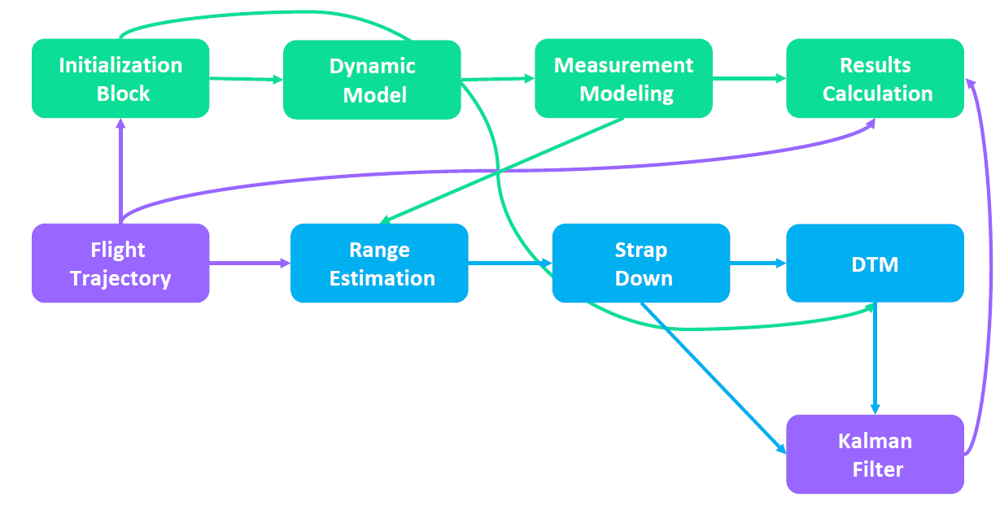 Initialization
Block
Dynamic
Model
Measurement
Modeling
Results
Calculation
Flight
Trajectory
Range
Estimation
Strap
Down
DTM
Kalman
Filter